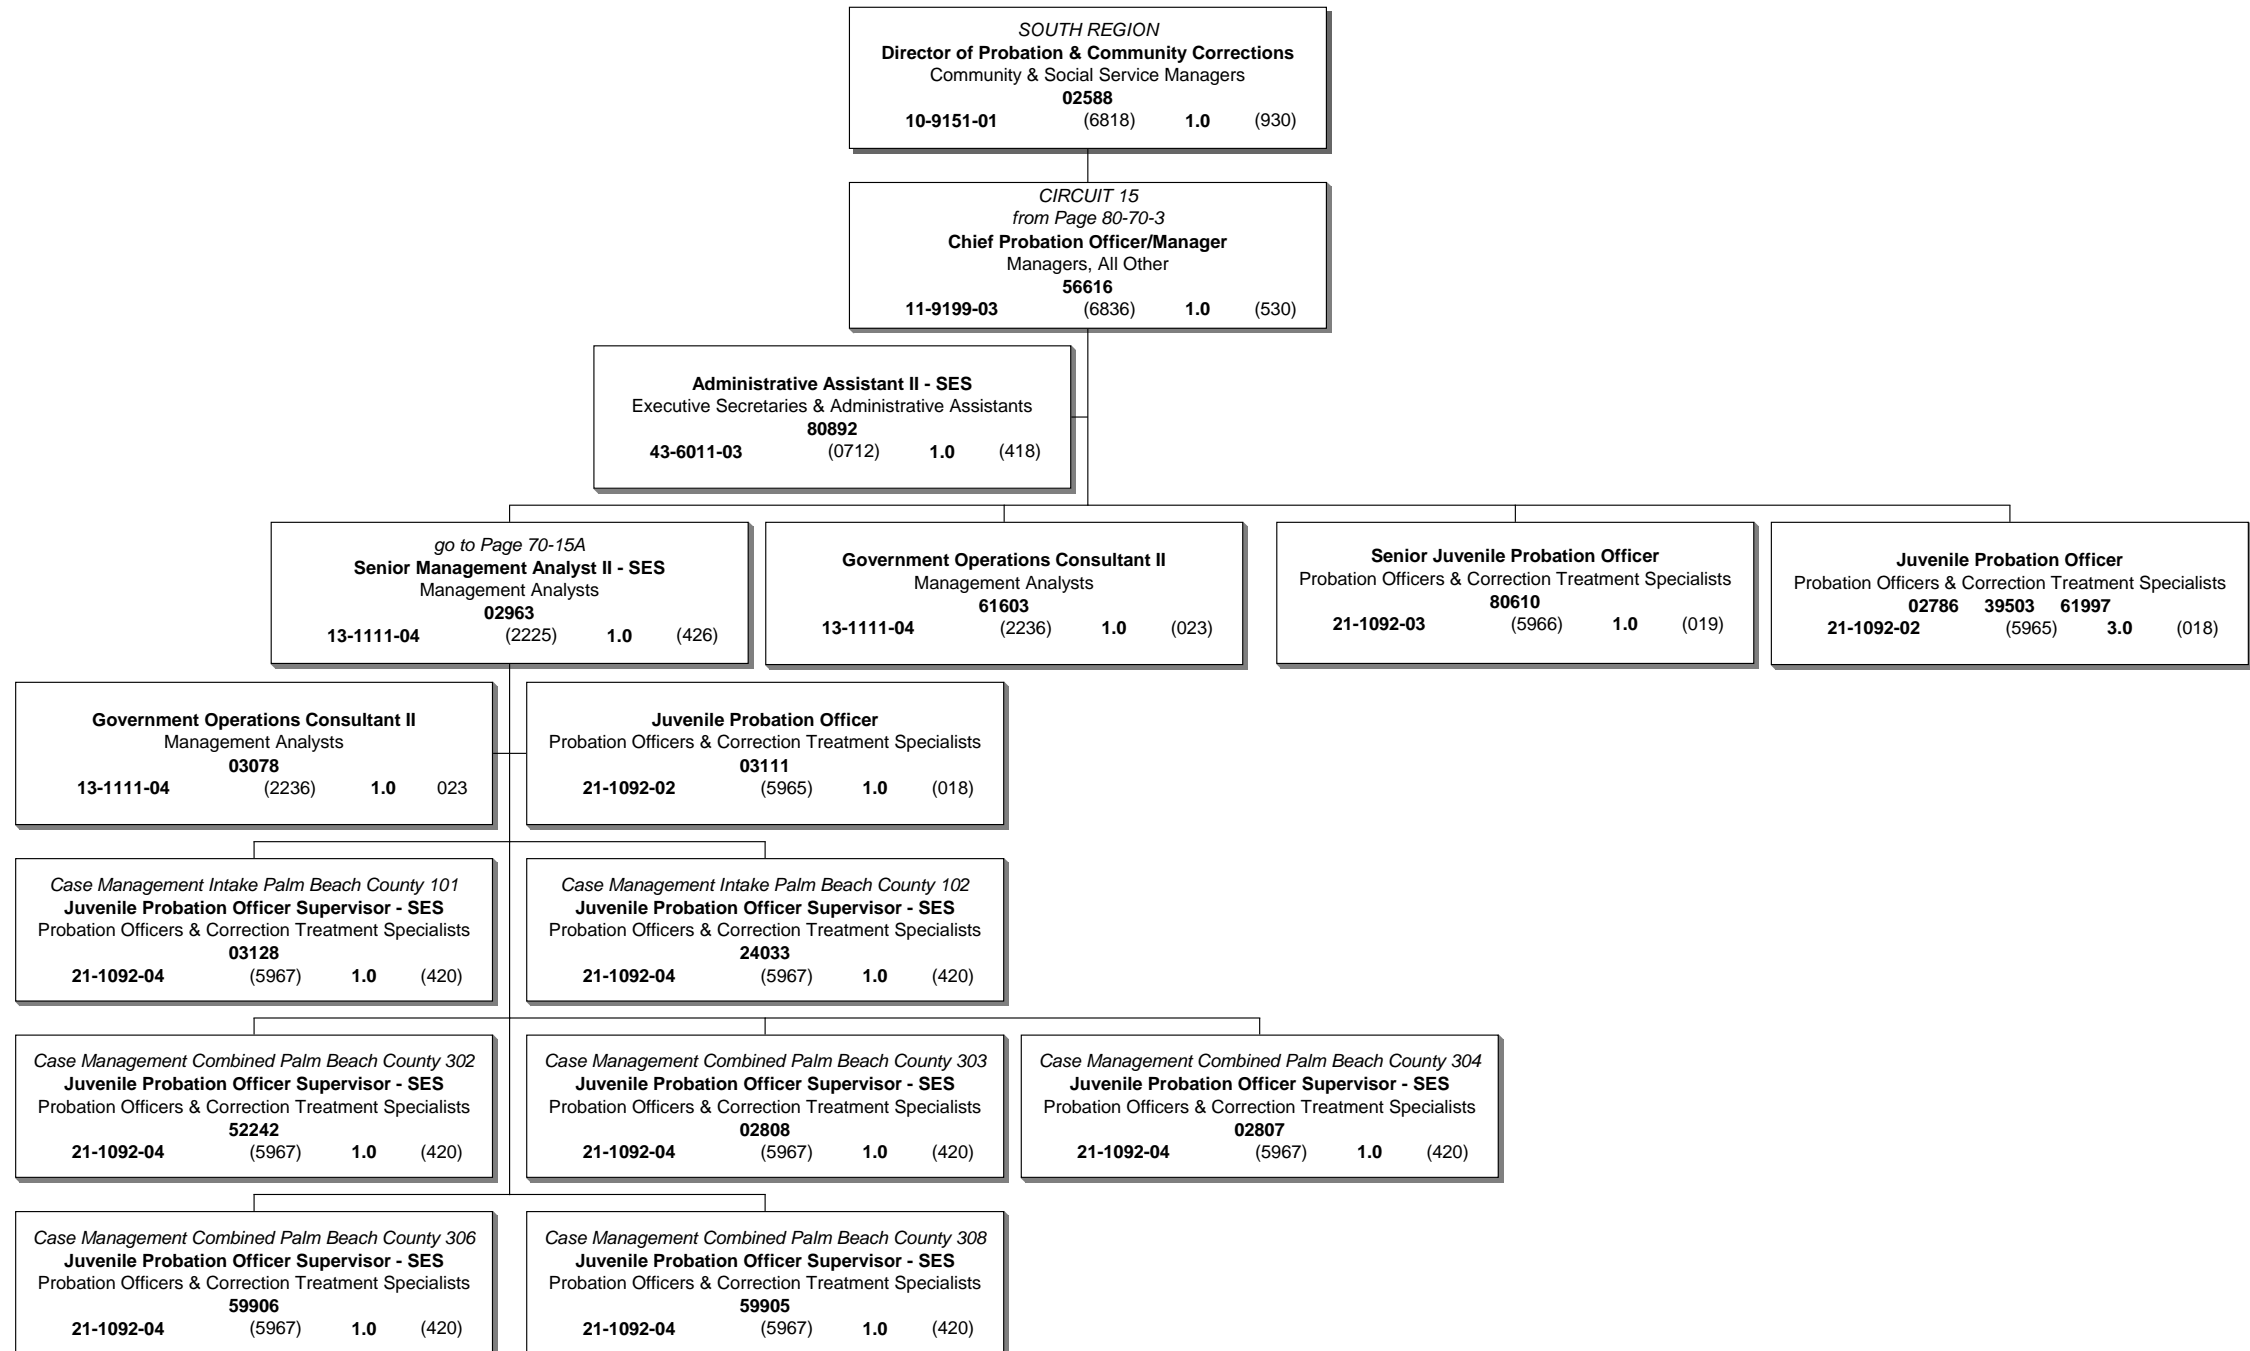 SOUTH REGION
Director of Probation & Community Corrections
Community & Social Service Managers
02588
10-9151-01 (6818) 1.0 (930)
CIRCUIT 15
from Page 80-70-3
Chief Probation Officer/Manager
Managers, All Other
56616
11-9199-03 (6836) 1.0 (530)
Administrative Assistant II - SES
Executive Secretaries & Administrative Assistants
80892
43-6011-03 (0712) 1.0 (418)
go to Page 70-15A
Senior Management Analyst II - SES
Management Analysts
02963
13-1111-04 (2225) 1.0 (426)
Government Operations Consultant II
Management Analysts
61603
13-1111-04 (2236) 1.0 (023)
Senior Juvenile Probation Officer
Probation Officers & Correction Treatment Specialists
80610
21-1092-03 (5966) 1.0 (019)
Juvenile Probation Officer
Probation Officers & Correction Treatment Specialists
02786 39503 61997
21-1092-02 (5965) 3.0 (018)
Government Operations Consultant II
Management Analysts
03078
13-1111-04 (2236) 1.0 023
Juvenile Probation Officer
Probation Officers & Correction Treatment Specialists
03111
21-1092-02 (5965) 1.0 (018)
Case Management Intake Palm Beach County 101
Juvenile Probation Officer Supervisor - SES
Probation Officers & Correction Treatment Specialists
03128
21-1092-04 (5967) 1.0 (420)
Case Management Intake Palm Beach County 102
Juvenile Probation Officer Supervisor - SES
Probation Officers & Correction Treatment Specialists
24033
21-1092-04 (5967) 1.0 (420)
Case Management Combined Palm Beach County 302
Juvenile Probation Officer Supervisor - SES
Probation Officers & Correction Treatment Specialists
52242
21-1092-04 (5967) 1.0 (420)
Case Management Combined Palm Beach County 303
Juvenile Probation Officer Supervisor - SES
Probation Officers & Correction Treatment Specialists
02808
21-1092-04 (5967) 1.0 (420)
Case Management Combined Palm Beach County 304
Juvenile Probation Officer Supervisor - SES
Probation Officers & Correction Treatment Specialists
02807
21-1092-04 (5967) 1.0 (420)
Case Management Combined Palm Beach County 306
Juvenile Probation Officer Supervisor - SES
Probation Officers & Correction Treatment Specialists
59906
21-1092-04 (5967) 1.0 (420)
Case Management Combined Palm Beach County 308
Juvenile Probation Officer Supervisor - SES
Probation Officers & Correction Treatment Specialists
59905
21-1092-04 (5967) 1.0 (420)